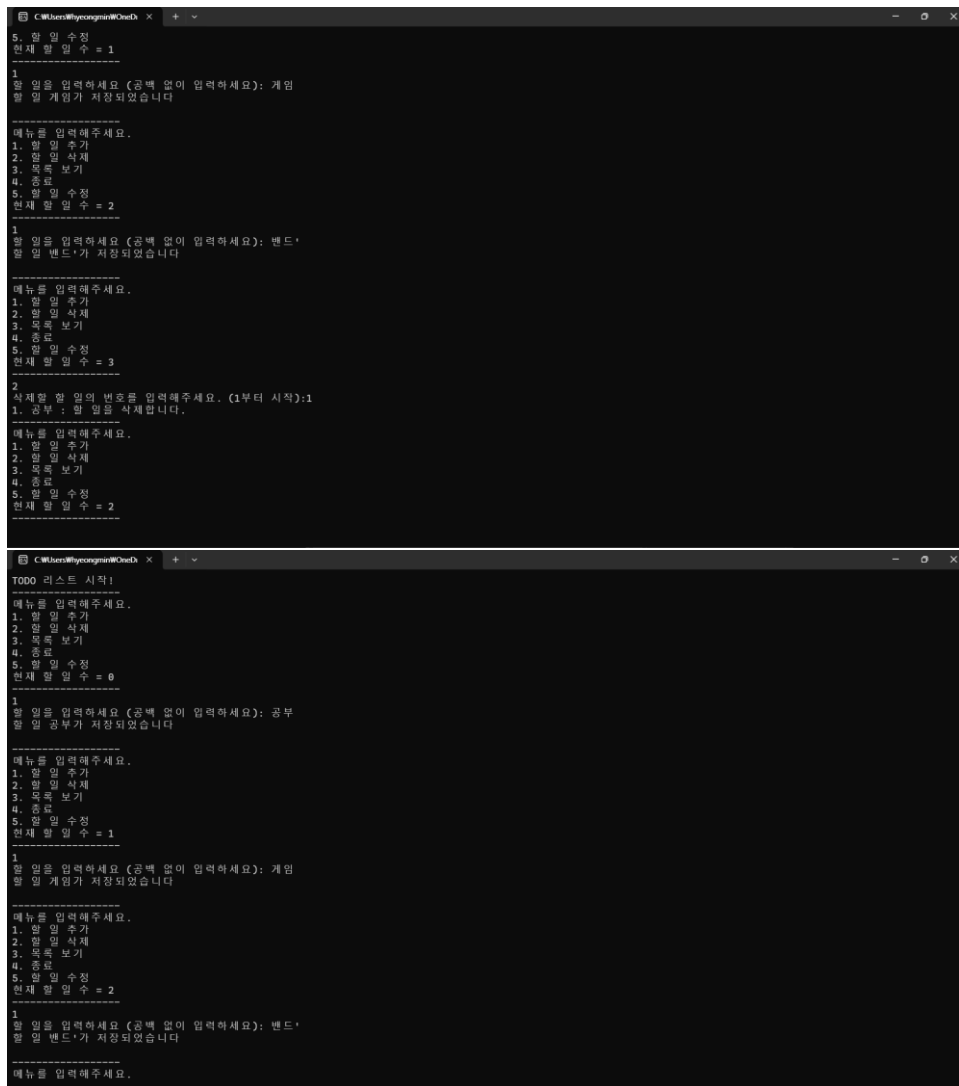 C:₩Users₩hyeongmin₩OneDr
5. 할 일 수정
현재 할 일 수 = 1
------------------
1
할 일을 입력하세요 (공백 없이 입력하세요): 게임
할 일 게임가 저장되었습니다
------------------
메뉴를 입력해주세요.
1. 할 일 추가
2. 할 일 삭제
3. 목록 보기
4. 종료
5. 할 일 수정
현재 할 일 수 = 2
------------------
1
할 일을 입력하세요 (공백 없이 입력하세요): 밴드'
할 일 밴드'가 저장되었습니다
------------------
메뉴를 입력해주세요.
1. 할 일 추가
2. 할 일 삭제
3. 목록 보기
4. 종료
5. 할 일 수정
현재 할 일 수 = 3
------------------
2
삭제할 할 일의 번호를 입력해주세요. (1부터 시작):1
1. 공부 : 할 일을 삭제합니다.
------------------
메뉴를 입력해주세요.
1. 할 일 추가
2. 할 일 삭제
3. 목록 보기
4. 종료
5. 할 일 수정
현재 할 일 수 = 2
------------------
C:₩Users₩hyeongmin₩OneDr
TODO 리스트 시작!
------------------
메뉴를 입력해주세요.
1. 할 일 추가
2. 할 일 삭제
3. 목록 보기
4. 종료
5. 할 일 수정
현재 할 일 수 = 0
------------------
1
할 일을 입력하세요 (공백 없이 입력하세요): 공부
할 일 공부가 저장되었습니다
------------------
메뉴를 입력해주세요.
1. 할 일 추가
2. 할 일 삭제
3. 목록 보기
4. 종료
5. 할 일 수정
현재 할 일 수 = 1
------------------
1
할 일을 입력하세요 (공백 없이 입력하세요): 게임
할 일 게임가 저장되었습니다
------------------
메뉴를 입력해주세요.
1. 할 일 추가
2. 할 일 삭제
3. 목록 보기
4. 종료
5. 할 일 수정
현재 할 일 수 = 2
------------------
1
할 일을 입력하세요 (공백 없이 입력하세요): 밴드'
할 일 밴드'가 저장되었습니다
------------------
메뉴를 입력해주세요.